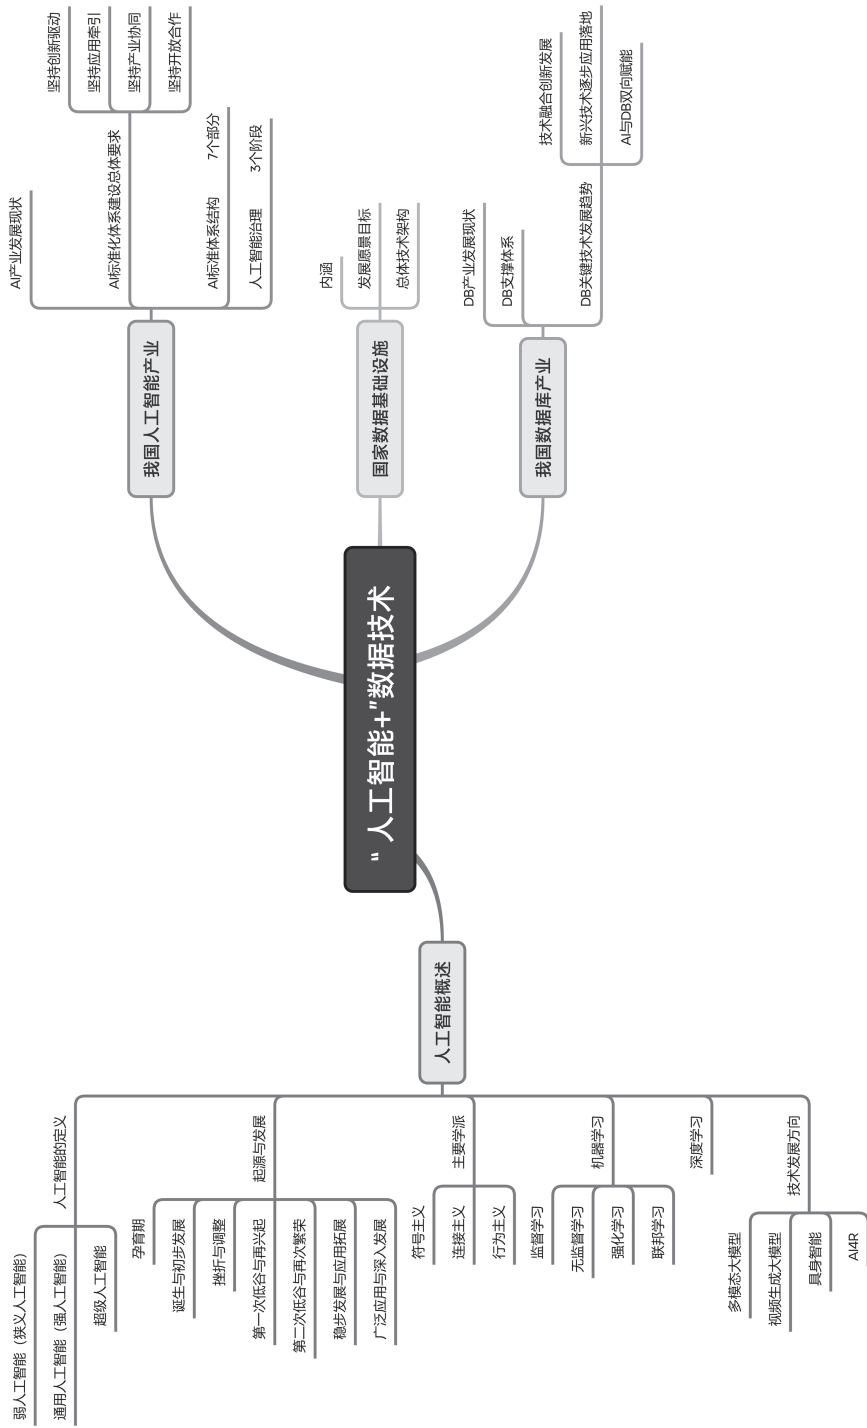 “人工智能+”数据技术
人工智能概述
人工智能的定义
弱人工智能（狭义人工智能）
通用人工智能（强人工智能）
超级人工智能
起源与发展
孕育期
诞生与初步发展
挫折与调整
第一次低谷与再兴起
第二次低谷与再次繁荣
稳步发展与应用拓展
广泛应用与深入发展
主要学派
符号主义
连接主义
行为主义
机器学习
监督学习
无监督学习
强化学习
联邦学习
深度学习
技术发展方向
多模态大模型
视频生成大模型
具身智能
AI4R
我国人工智能产业
AI产业发展现状
AI标准化体系建设总体要求
坚持创新驱动
坚持应用牵引
坚持产业协同
坚持开放合作
AI标准体系结构
7个部分
人工智能治理
3个阶段
国家数据基础设施
内涵
发展愿景目标
总体技术架构
我国数据库产业
DB产业发展现状
DB支撑体系
DB关键技术发展趋势
技术融合创新发展
新兴技术逐步应用落地
AI与DB双向赋能